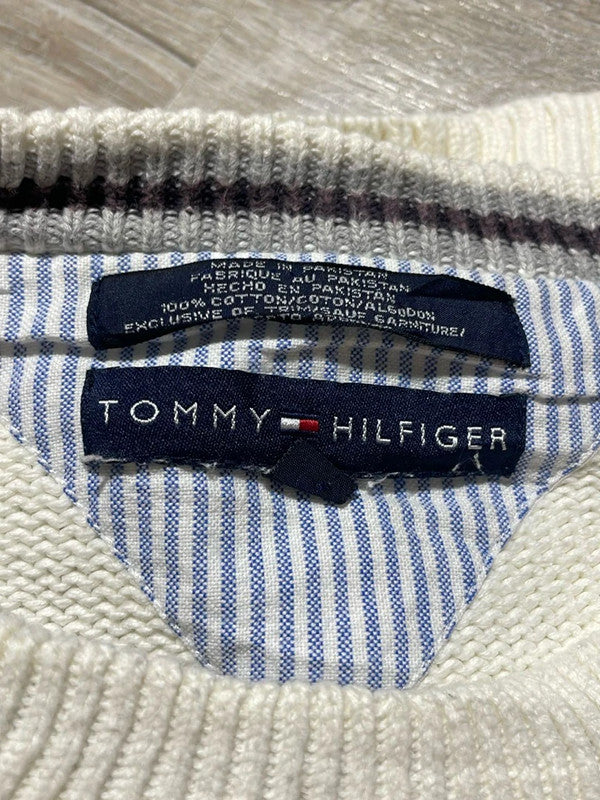 MADE IN PAKISTAN
FABRIQUE AU PAKISTAN
HECHO EN PAKISTAN
100% COTTON/COTON/ALGODON
EXCLUSIVE OF TRIM/SAUF GARNITURE/
TOMMY HILFIGER